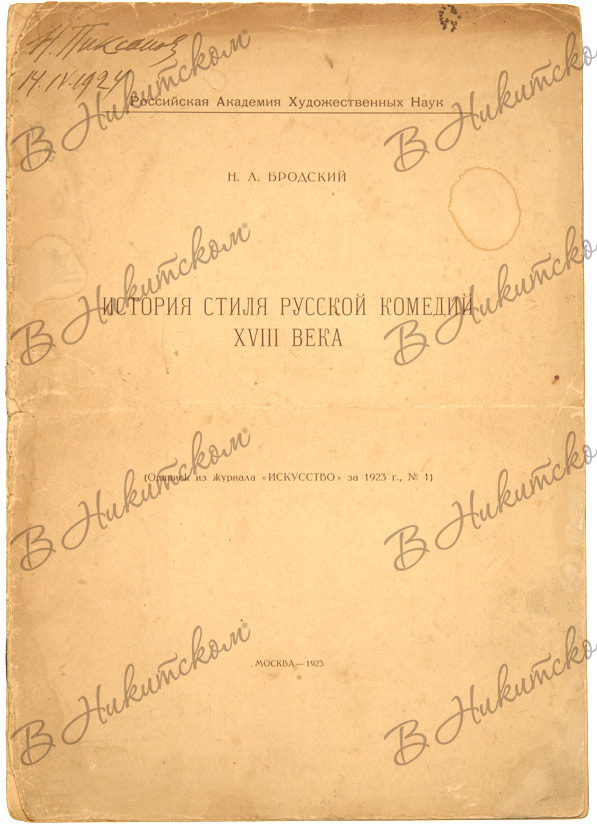 Н. Пиксанов
14.IV.1924
Российская Академия Художественных Наук
Н. Л. БРОДСКИЙ
ИСТОРИЯ СТИЛЯ РУССКОЙ КОМЕДИИ
XVIII ВЕКА
(Оттиск из журнала «ИСКУССТВО» за 1923 г., № 1)
МОСКВА—1923
В Никитском
В Никитском
В Никитском
В Никитском
В Никитском
В Никитском
В Никитском
В Никитском